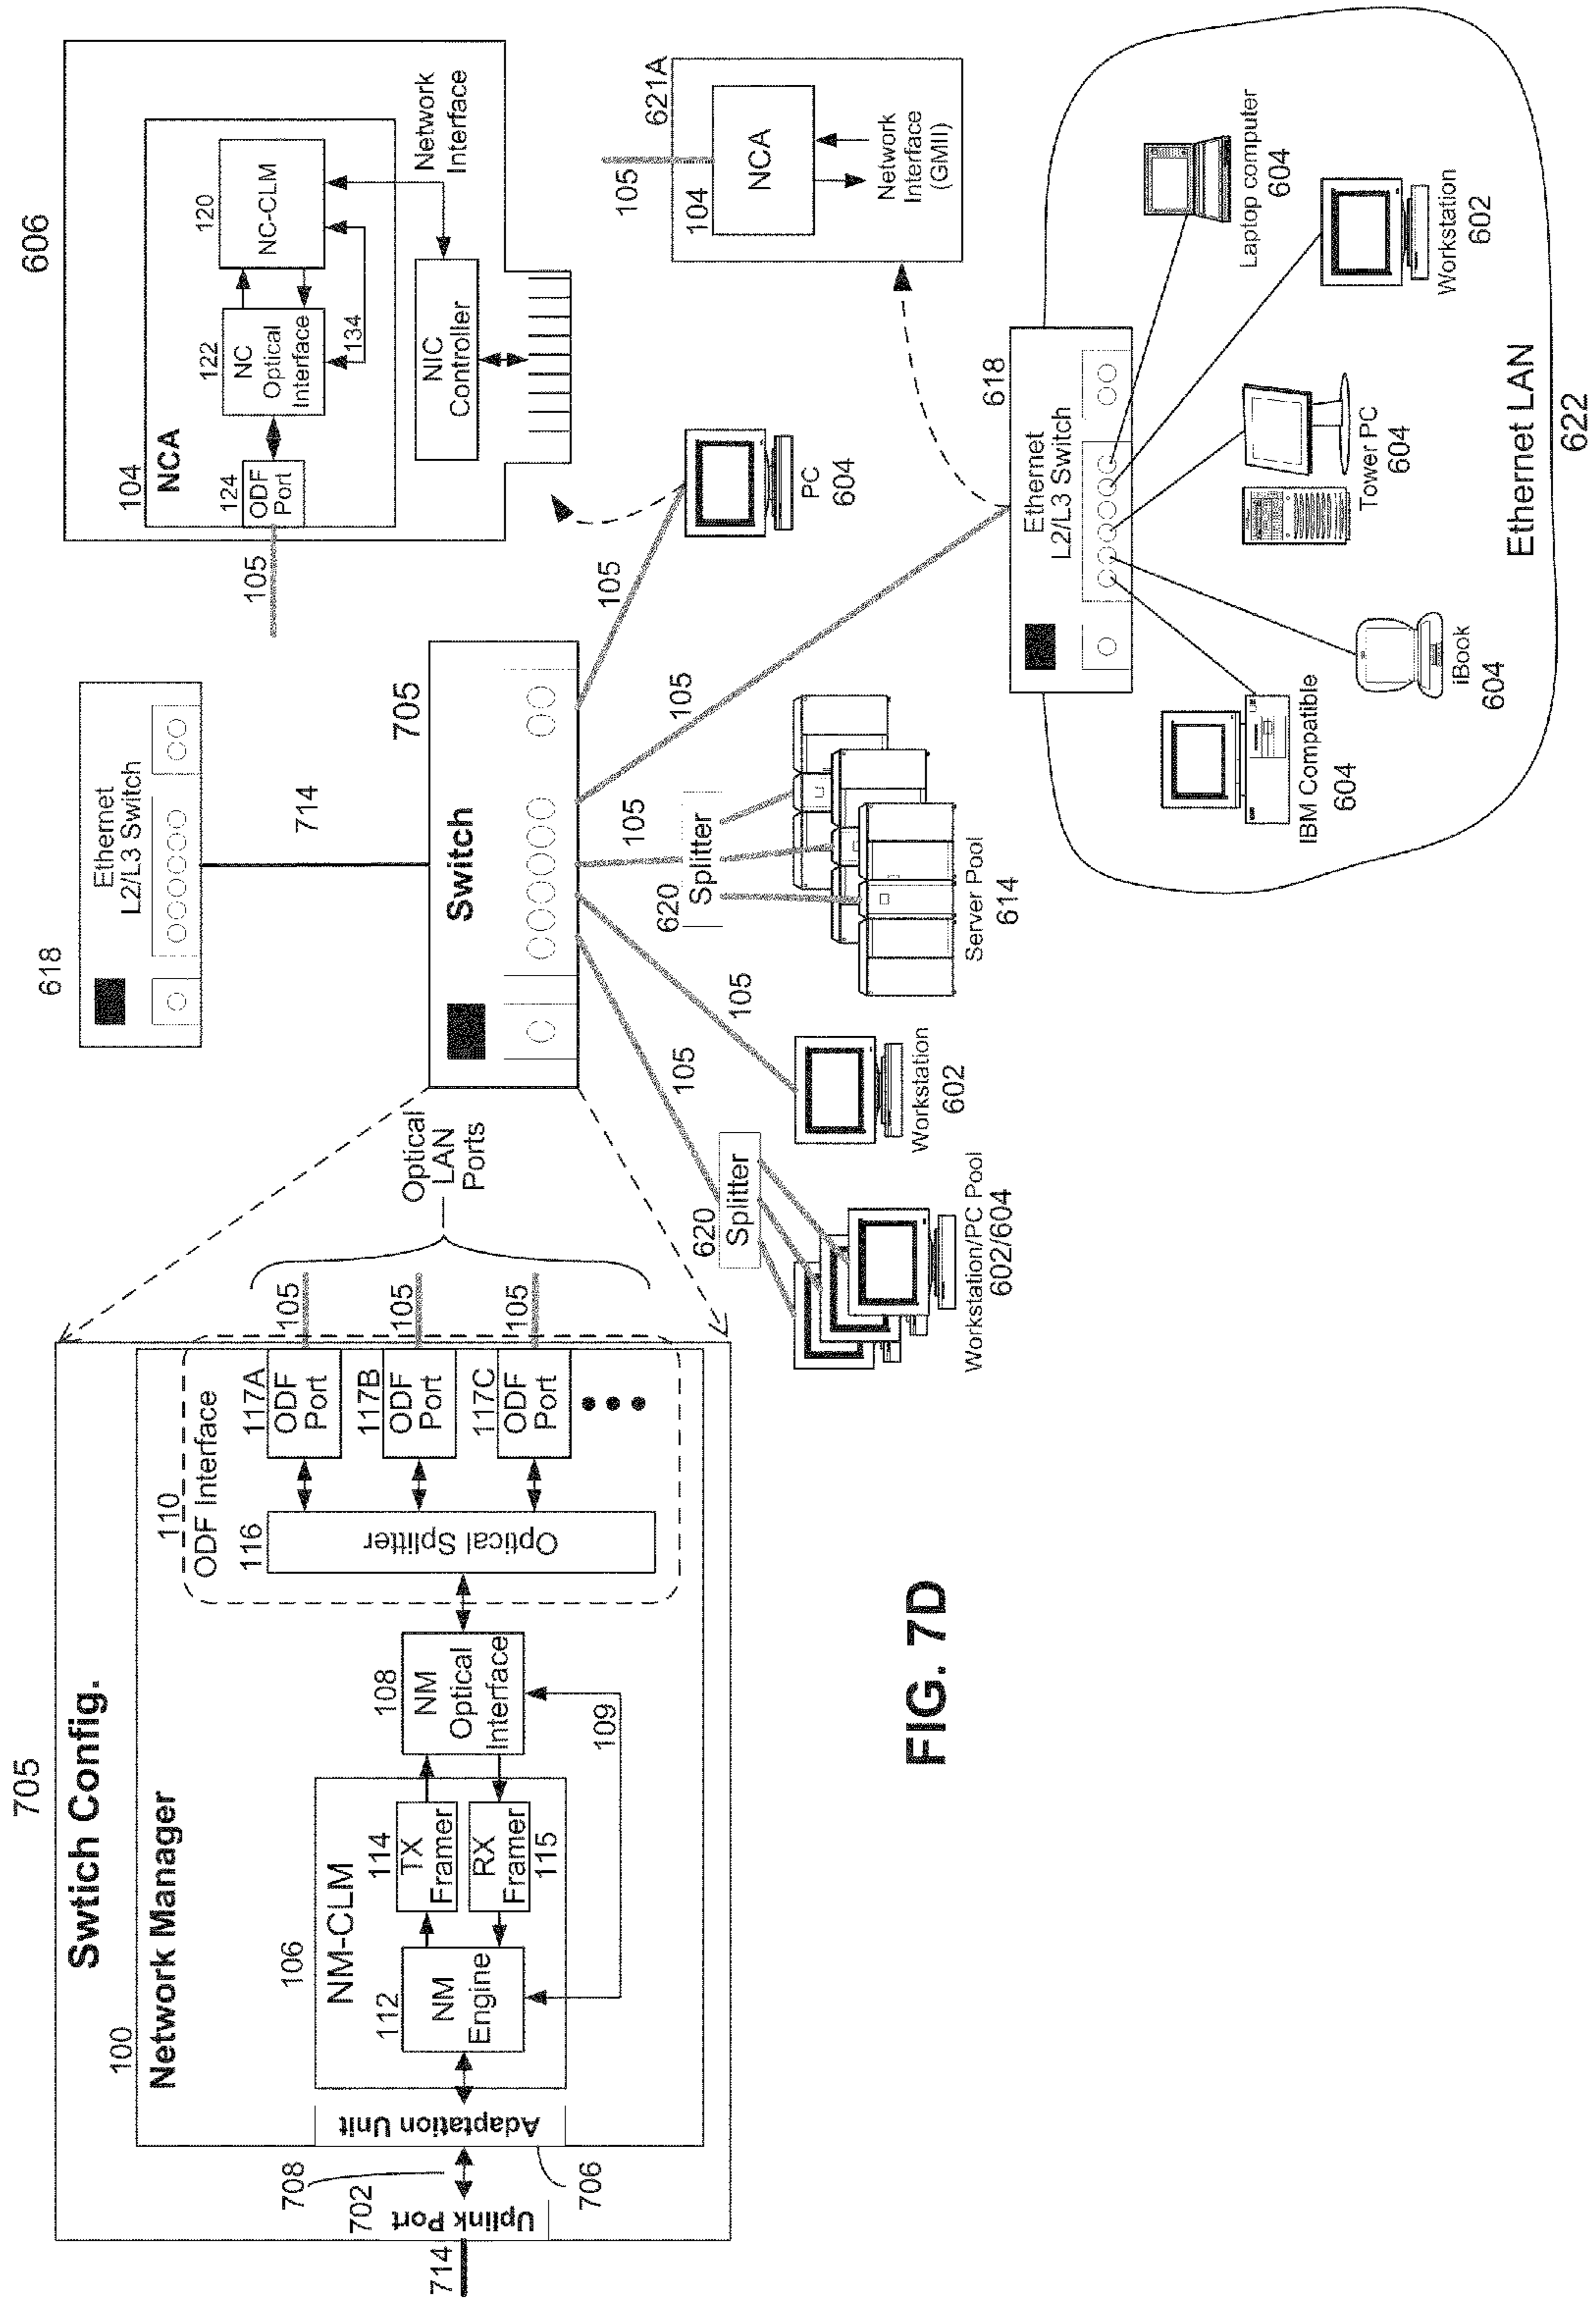 705
Swtich Config.
100
Network Manager
106
NM-CLM
112
NM
Engine
114
TX
Framer
RX
Framer
115
108
NM
Optical
Interface
109
110
ODF Interface
116
Optical Splitter
117A
ODF
Port
117B
ODF
Port
117C
ODF
Port
105
105
105
Optical
LAN
Ports
714
702
Uplink Port
708
706
Adaptation Unit
618
Ethernet
L2/L3 Switch
714
705
Switch
105
620
Splitter
Workstation/PC Pool
602/604
105
Workstation
602
105
620
Splitter
Server Pool
614
105
105
PC
604
606
104
NCA
105
124
ODF
Port
122
NC
Optical
Interface
120
NC-CLM
134
NIC
Controller
Network
Interface
105
621A
104
NCA
Network
Interface
(GMII)
618
Ethernet
L2/L3 Switch
IBM Compatible
604
iBook
604
Tower PC
604
Workstation
602
Laptop computer
604
Ethernet LAN
622
FIG. 7D